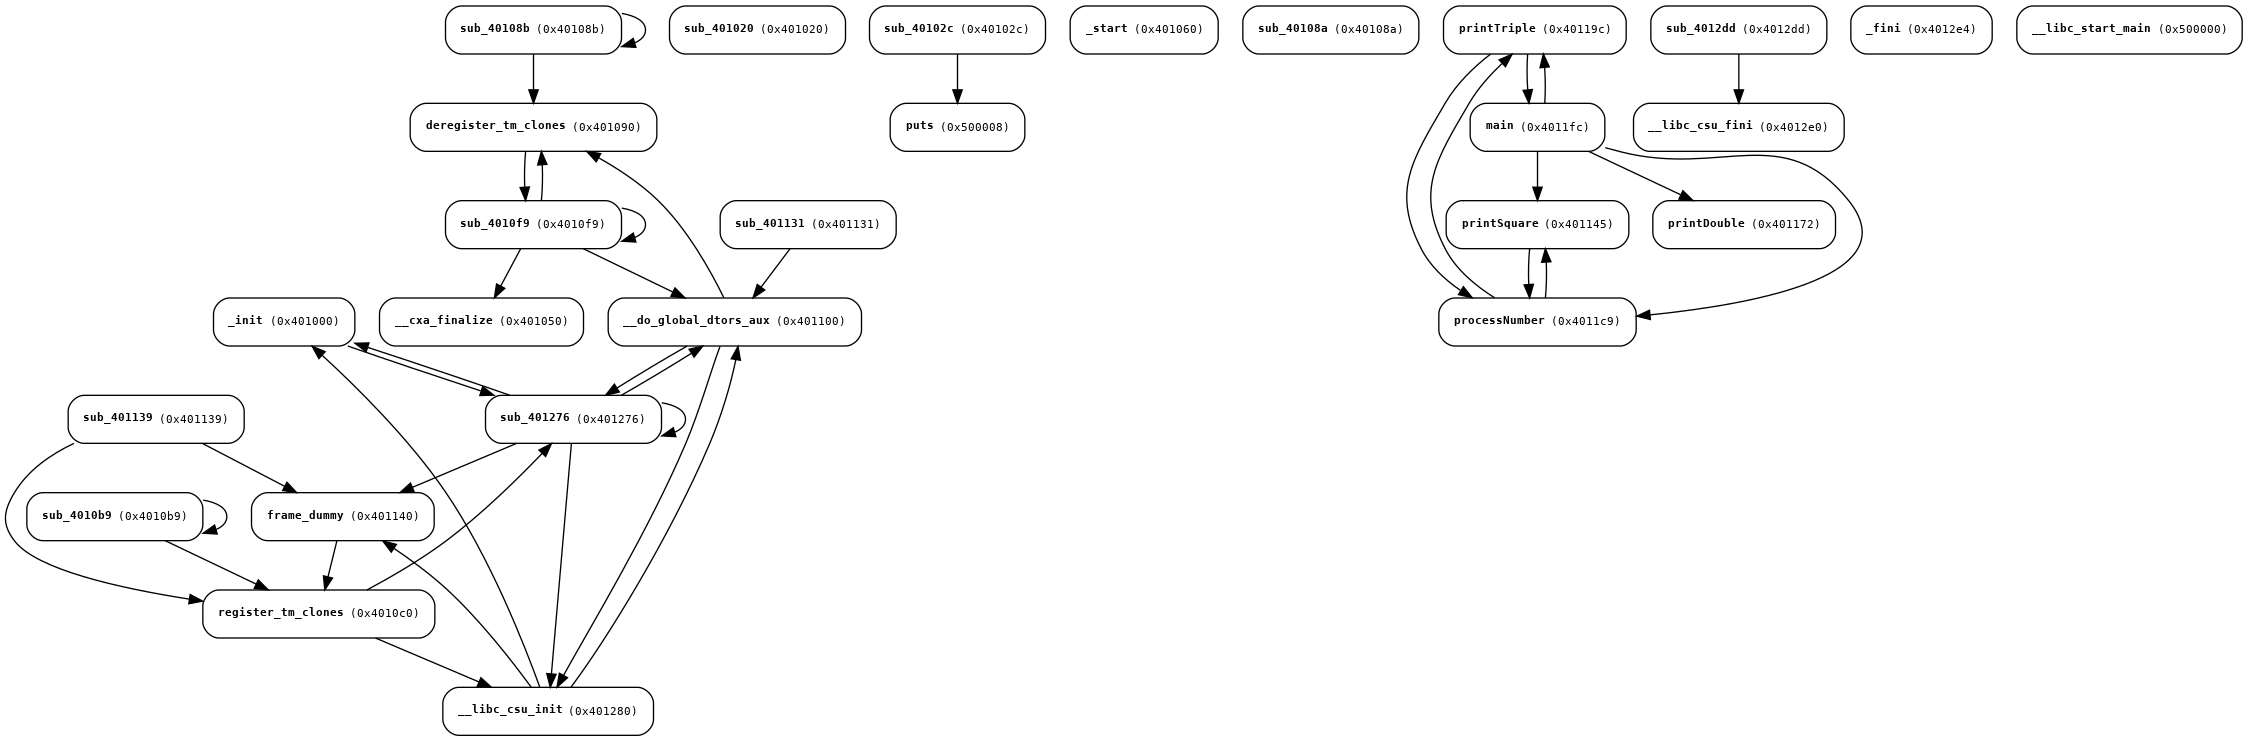 sub_40108b (0x40108b)
sub_401020 (0x401020)
sub_40102c (0x40102c)
_start (0x401060)
sub_40108a (0x40108a)
printTriple (0x40119c)
sub_4012dd (0x4012dd)
_fini (0x4012e4)
__libc_start_main (0x500000)
deregister_tm_clones (0x401090)
puts (0x500008)
main (0x4011fc)
__libc_csu_fini (0x4012e0)
sub_4010f9 (0x4010f9)
sub_401131 (0x401131)
printSquare (0x401145)
printDouble (0x401172)
_init (0x401000)
__cxa_finalize (0x401050)
__do_global_dtors_aux (0x401100)
processNumber (0x4011c9)
sub_401139 (0x401139)
sub_401276 (0x401276)
sub_4010b9 (0x4010b9)
frame_dummy (0x401140)
register_tm_clones (0x4010c0)
__libc_csu_init (0x401280)